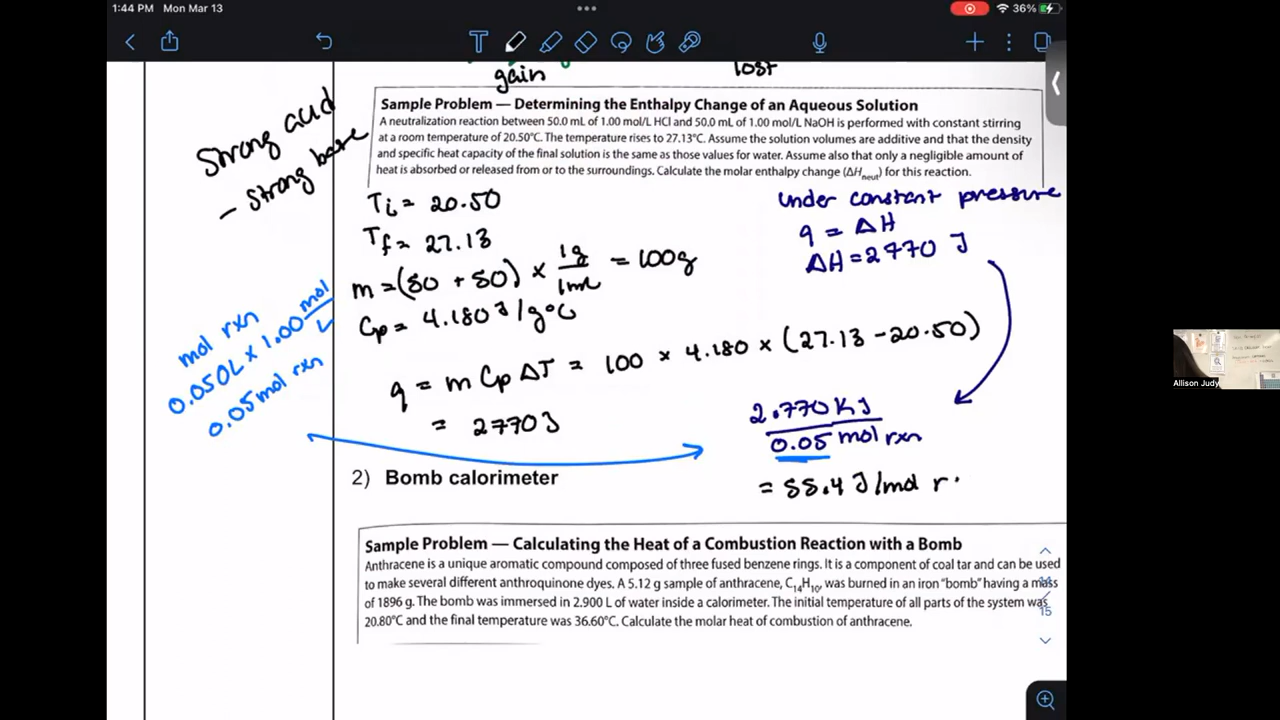 1:44 PM Mon Mar 13
36%
gain
lost
Strong acid
- Strong base
Sample Problem — Determining the Enthalpy Change of an Aqueous Solution
A neutralization reaction between 50.0 mL of 1.00 mol/L HCl and 50.0 mL of 1.00 mol/L NaOH is performed with constant stirring
at a room temperature of 20.50°C. The temperature rises to 27.13°C. Assume the solution volumes are additive and that the density
and specific heat capacity of the final solution is the same as those values for water. Assume also that only a negligible amount of
heat is absorbed or released from or to the surroundings. Calculate the molar enthalpy change (ΔHneut) for this reaction.
Ti = 20.50
Tf = 27.13
m = (50 + 50) × 1g/1mL = 100g
Cp = 4.180 J/g°C
under constant pressure
q = ΔH
ΔH = 2770 J
mol rxn
0.050L × 1.00 mol/L
0.05 mol rxn
q = m Cp ΔT = 100 × 4.180 × (27.13 - 20.50)
= 2770J
2.770 KJ
0.05 mol rxn
= 55.4 J/mol r
2) Bomb calorimeter
Sample Problem — Calculating the Heat of a Combustion Reaction with a Bomb
Anthracene is a unique aromatic compound composed of three fused benzene rings. It is a component of coal tar and can be used
to make several different anthroquinone dyes. A 5.12 g sample of anthracene, C14H10, was burned in an iron "bomb" having a mass
of 1896 g. The bomb was immersed in 2.900 L of water inside a calorimeter. The initial temperature of all parts of the system was
20.80°C and the final temperature was 36.60°C. Calculate the molar heat of combustion of anthracene.
15
Allison Judy